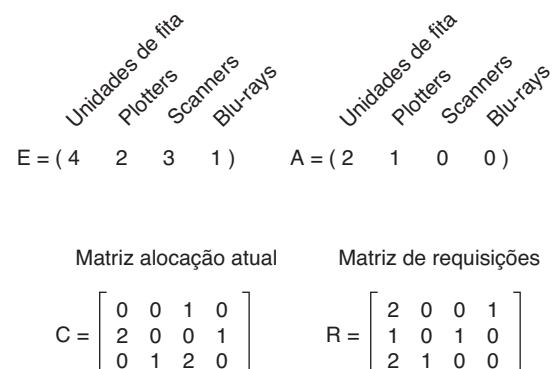 Unidades de fita Plotters Scanners Blu-rays
Unidades de fita Plotters Scanners Blu-rays
E = ( 4 2 3 1 ) A = ( 2 1 0 0 )
Matriz alocação atual Matriz de requisições
0 0 1 0 2 0 0 1
C = 2 0 0 1 R = 1 0 1 0
0 1 2 0 2 1 0 0